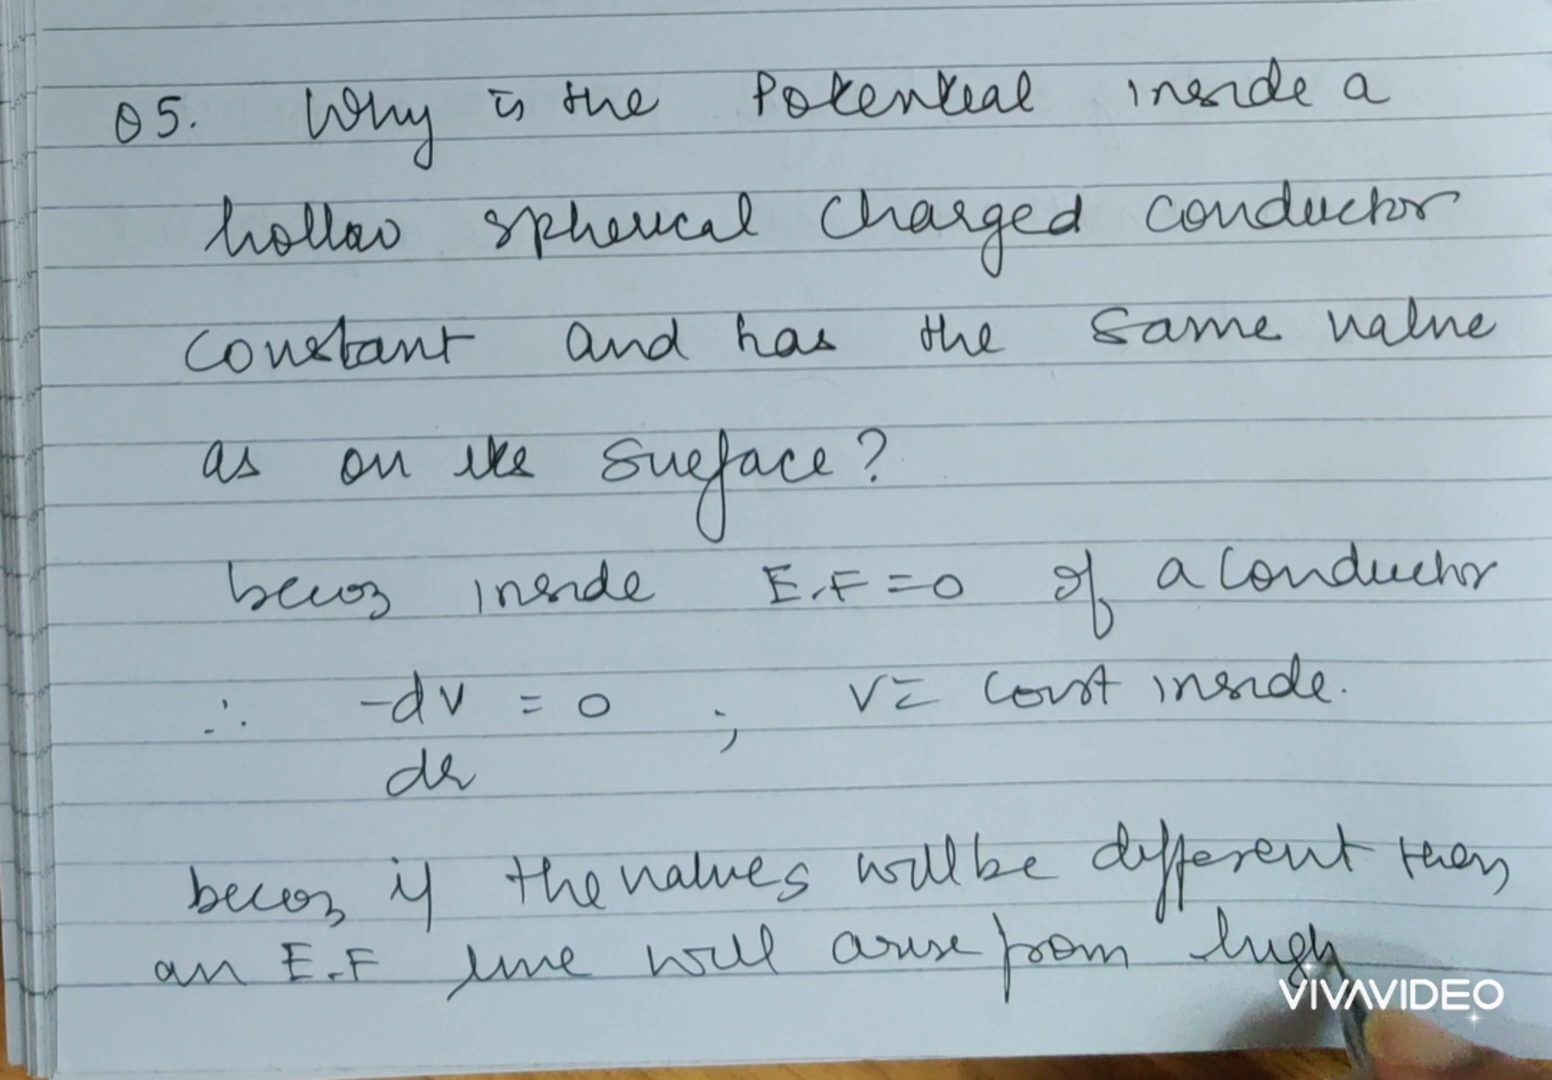 Q5. Why is the Potential inside a
hollow spherical charged conductor
constant and has the same value
as on its surface?
becoz inside E.F = 0 of a conductor
∴ -dv = 0 ; V = const inside.
dr
becoz if the values will be different then
an E.F line will arise from high
VIVAVIDEO